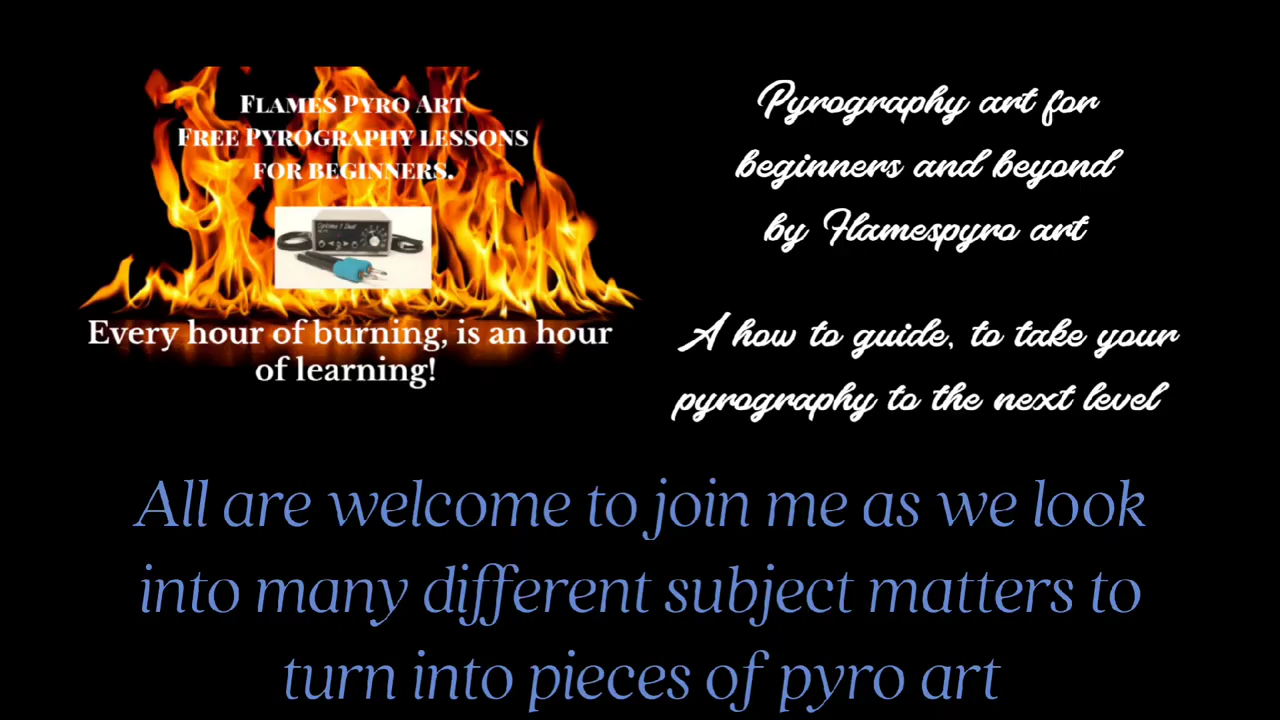 Flames Pyro Art
Free Pyrography lessons
for beginners.
Every hour of burning, is an hour
of learning!
Pyrography art for
beginners and beyond
by Flamespyro art
A how to guide, to take your
pyrography to the next level
All are welcome to join me as we look
into many different subject matters to
turn into pieces of pyro art